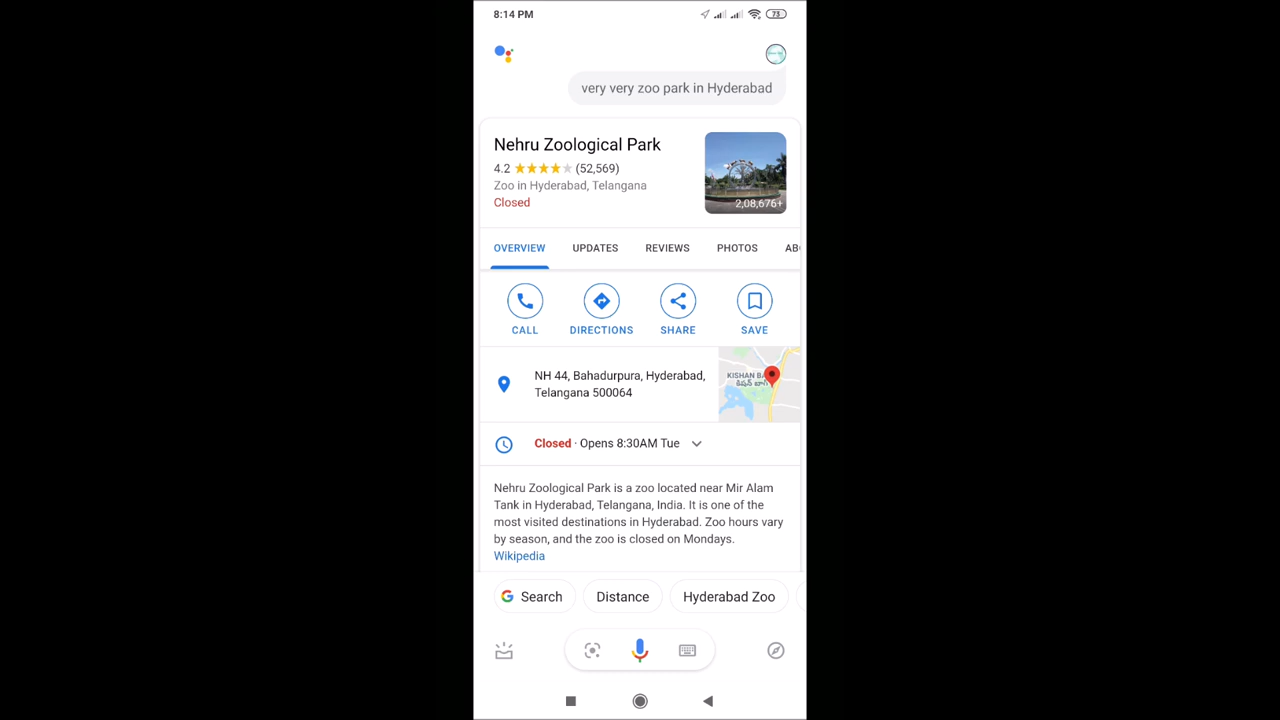 8:14 PM
73
very very zoo park in Hyderabad
Nehru Zoological Park
4.2 (52,569)
Zoo in Hyderabad, Telangana
Closed
2,08,676+
OVERVIEW UPDATES REVIEWS PHOTOS AB
CALL DIRECTIONS SHARE SAVE
NH 44, Bahadurpura, Hyderabad,
Telangana 500064
KISHAN BA
Closed · Opens 8:30AM Tue
Nehru Zoological Park is a zoo located near Mir Alam
Tank in Hyderabad, Telangana, India. It is one of the
most visited destinations in Hyderabad. Zoo hours vary
by season, and the zoo is closed on Mondays.
Wikipedia
Search Distance Hyderabad Zoo